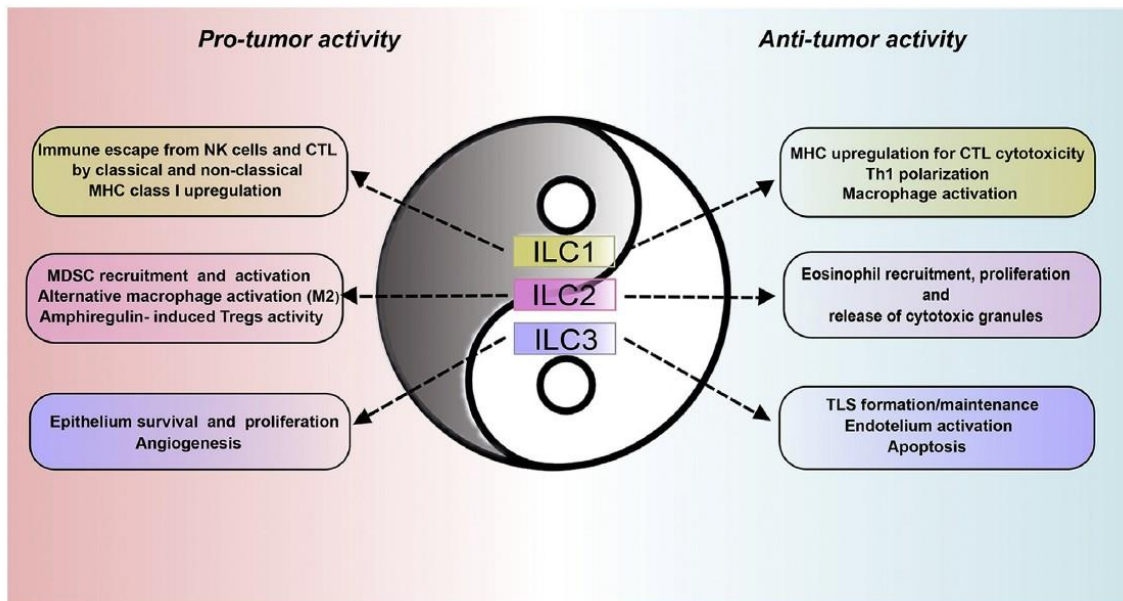 Pro-tumor activity
Anti-tumor activity
Immune escape from NK cells and CTL
by classical and non-classical
MHC class I upregulation
MHC upregulation for CTL cytotoxicity
Th1 polarization
Macrophage activation
ILC1
MDSC recruitment and activation
Alternative macrophage activation (M2)
Amphiregulin- induced Tregs activity
ILC2
Eosinophil recruitment, proliferation
and
release of cytotoxic granules
ILC3
Epithelium survival and proliferation
Angiogenesis
TLS formation/maintenance
Endotelium activation
Apoptosis